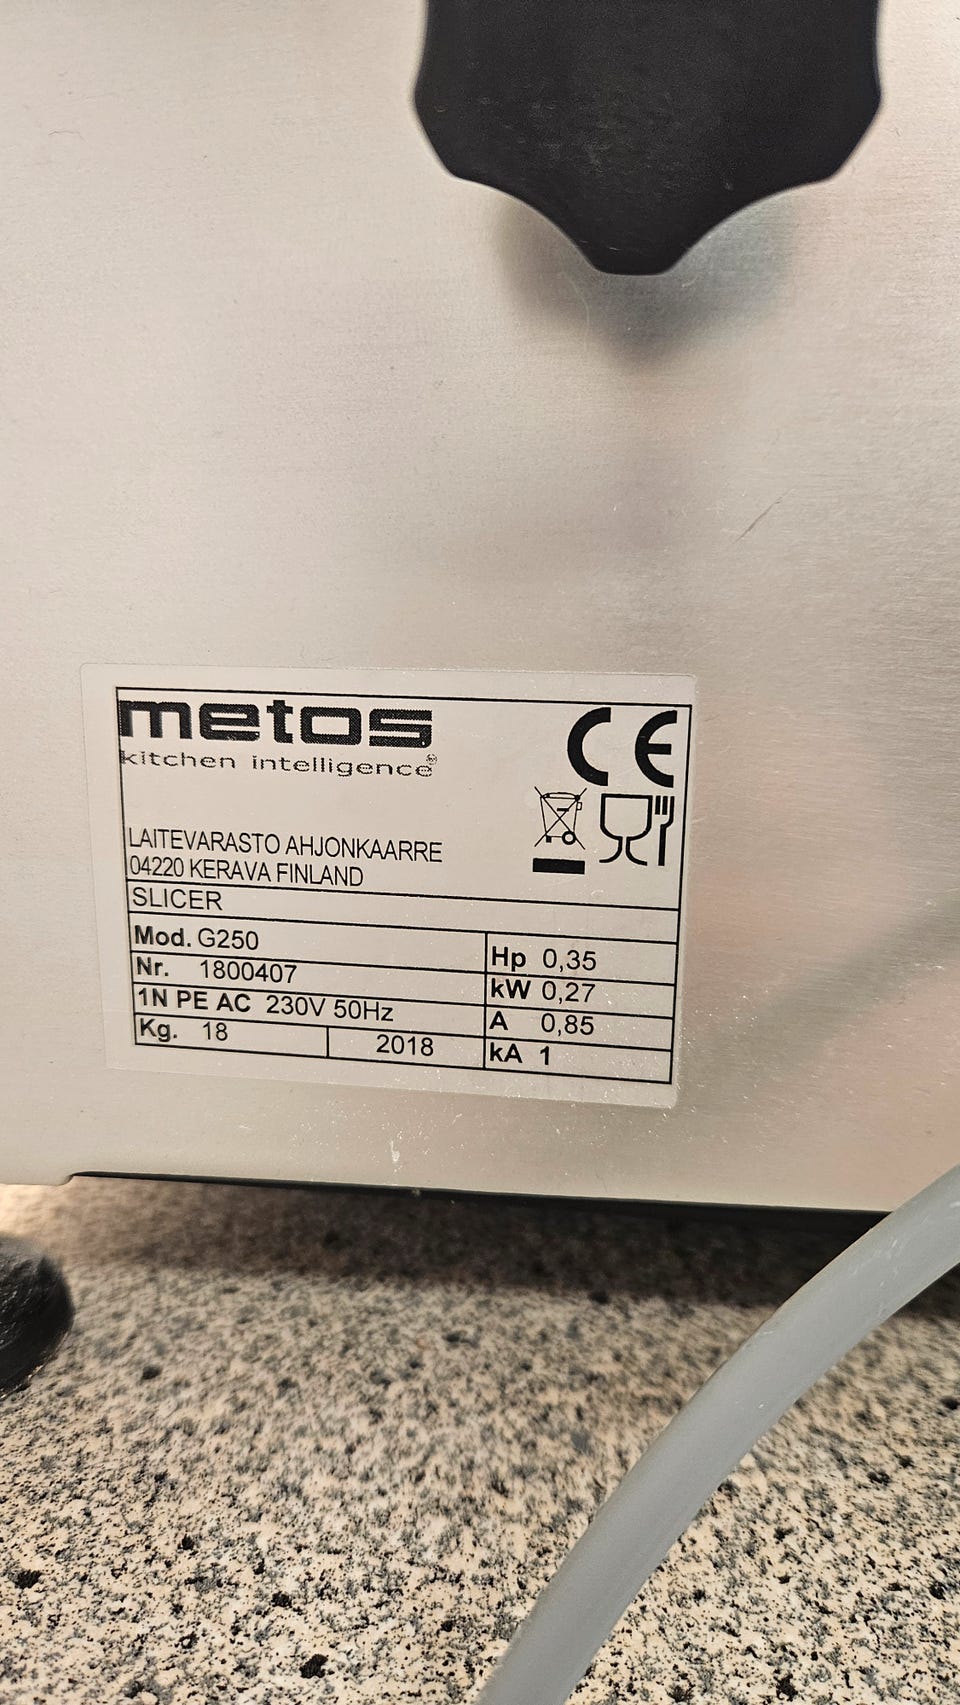 metos
kitchen intelligence®
CE
LAITEVARASTO AHJONKAARRE
04220 KERAVA FINLAND
SLICER
Mod. G250
Nr. 1800407
1N PE AC 230V 50Hz
Kg. 18
2018
Hp 0,35
kW 0,27
A 0,85
kA 1